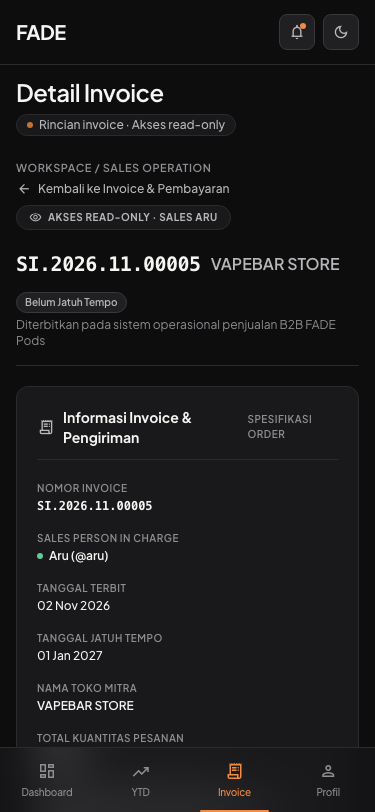 FADE
Detail Invoice
Rincian invoice · Akses read-only
WORKSPACE / SALES OPERATION
Kembali ke Invoice & Pembayaran
AKSES READ-ONLY · SALES ARU
SI.2026.11.00005 VAPEBAR STORE
Belum Jatuh Tempo
Diterbitkan pada sistem operasional penjualan B2B FADE
Pods
Informasi Invoice &
Pengiriman
SPESIFIKASI
ORDER
NOMOR INVOICE
SI.2026.11.00005
SALES PERSON IN CHARGE
Aru (@aru)
TANGGAL TERBIT
02 Nov 2026
TANGGAL JATUH TEMPO
01 Jan 2027
NAMA TOKO MITRA
VAPEBAR STORE
TOTAL KUANTITAS PESANAN
Dashboard
YTD
Invoice
Profil